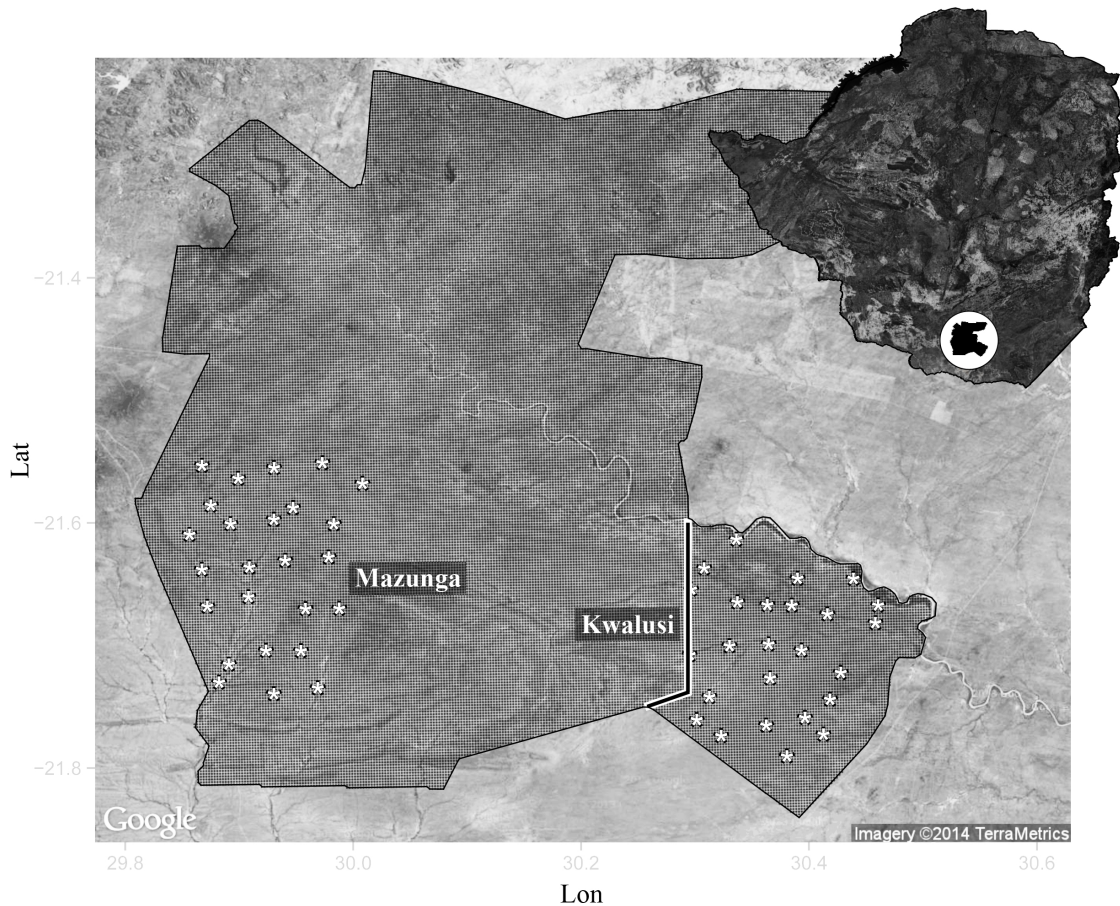 Lat
−21.4
−21.6
−21.8
Mazunga
Kwalusi
Google
Imagery ©2014 TerraMetrics
29.8
30.0
30.2
30.4
30.6
Lon